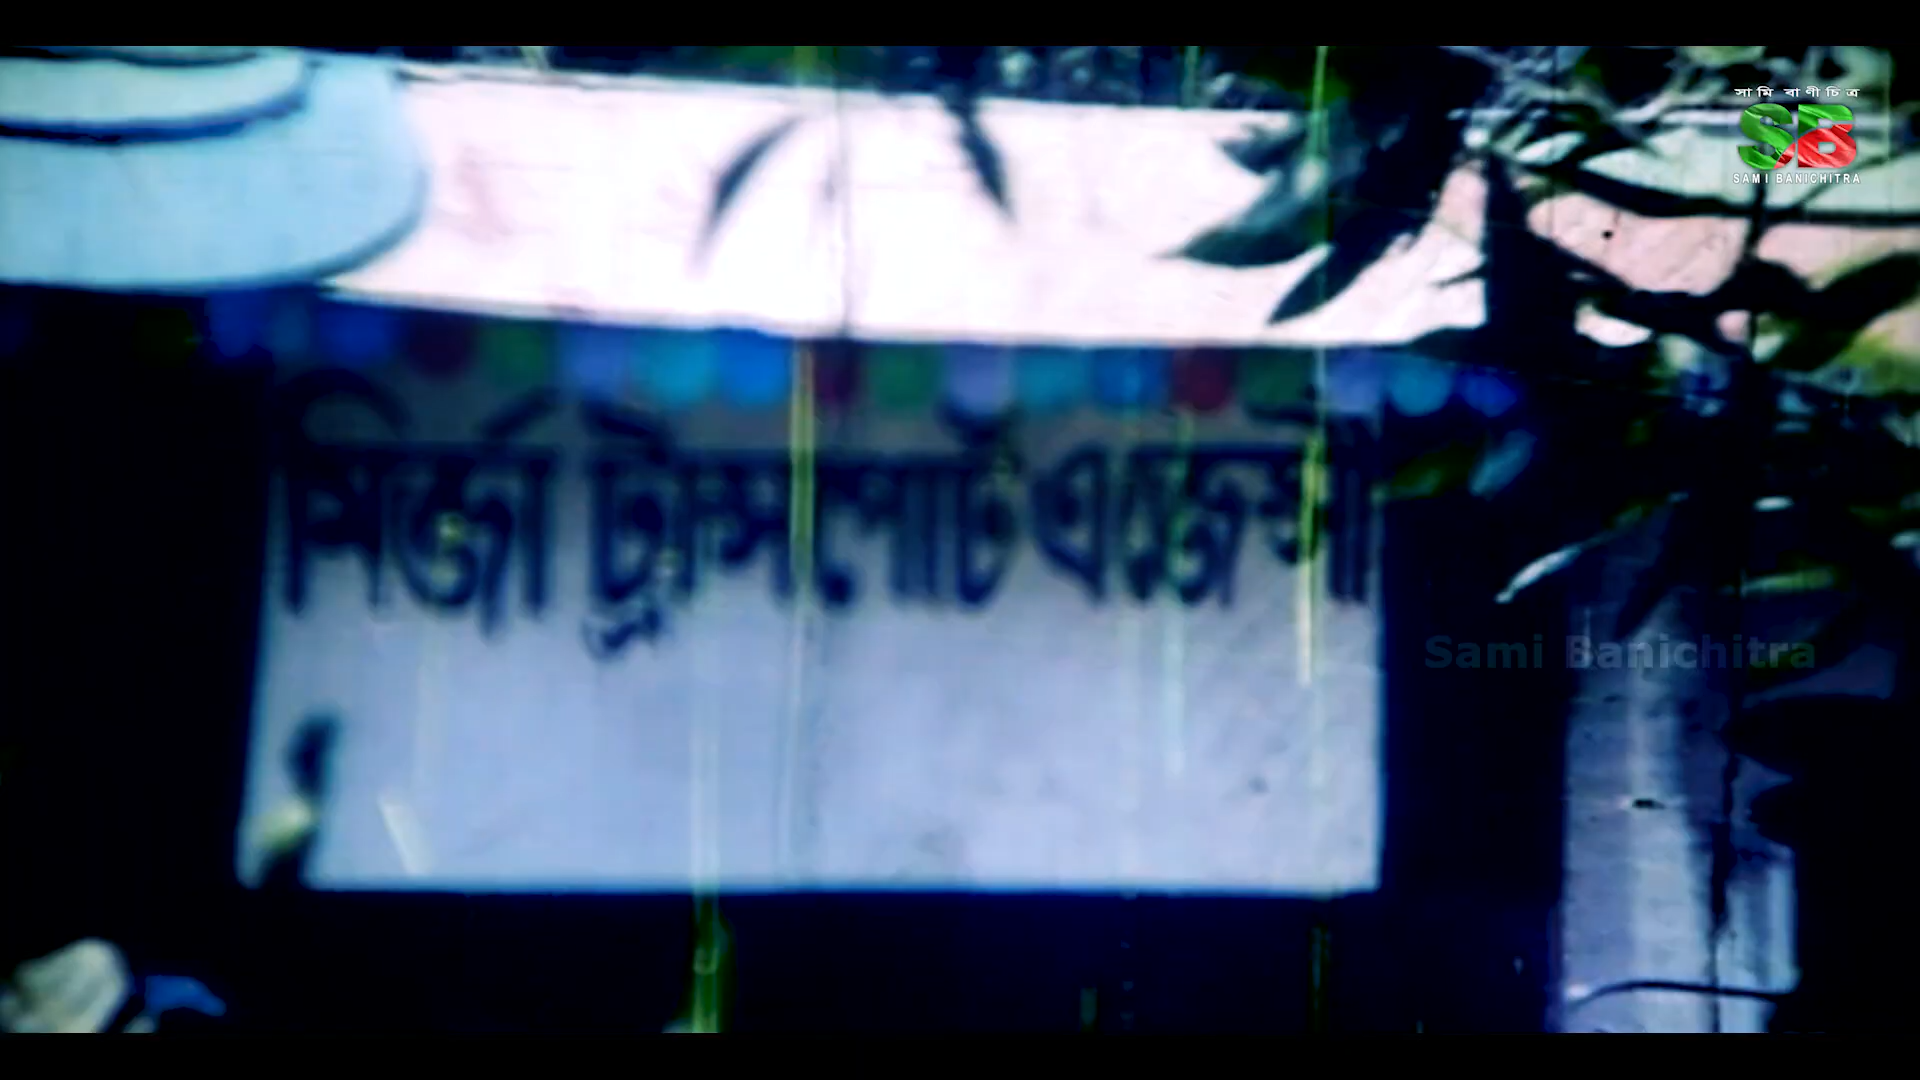 সামি বাণীচিত্র
SB
SAMI BANICHITRA
মির্জা ট্রান্সপোর্ট এজেন্সী
Sami Banichitra